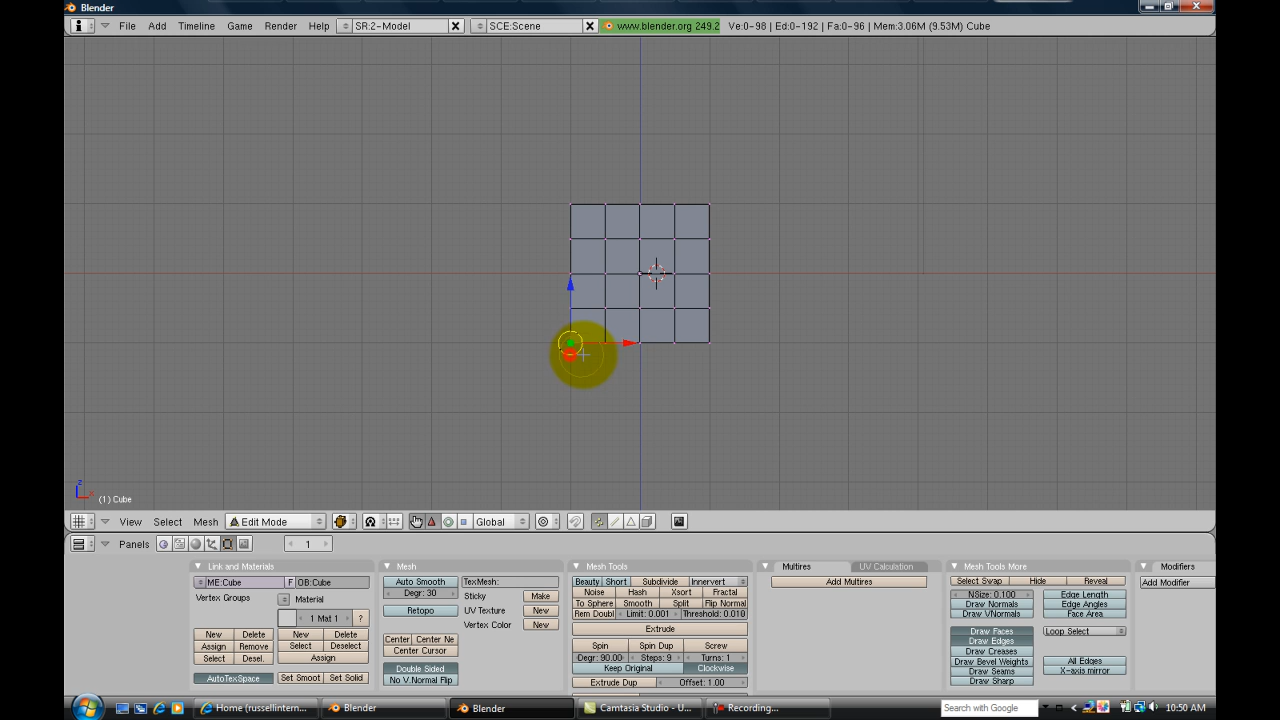 Blender
File Add Timeline Game Render Help SR:2-Model SCE:Scene www.blender.org 249.2 Ve:0-98 | Ed:0-192 | Fa:0-96 | Mem:3.06M (9.53M) Cube
z
x
(1) Cube
View Select Mesh Edit Mode Global
Panels 1
Link and Materials Mesh Mesh Tools Multires UV Calculation Mesh Tools More Modifiers
ME:Cube F OB:Cube Auto Smooth TexMesh: Beauty Short Subdivide Innervert Add Multires Select Swap Hide Reveal Add Modifier
Degr: 30 Sticky Make Noise Hash Xsort Fractal NSize: 0.100 Edge Length
Vertex Groups Material To Sphere Smooth Split Flip Normal Draw Normals Edge Angles
Retopo UV Texture New Rem Doubl Limit: 0.001 Threshold: 0.010 Draw VNormals Face Area
1 Mat 1 ? Vertex Color New Extrude
New Delete New Delete Center Center Ne Spin Spin Dup Screw Draw Faces Loop Select
Assign Remove Select Deselect Center Cursor Degr: 90.00 Steps: 9 Turns: 1 Draw Edges
Select Desel. Assign Double Sided Keep Original Clockwise Draw Creases
Draw Bevel Weights All Edges
AutoTexSpace Set Smoot Set Solid No V.Normal Flip Extrude Dup Offset: 1.00 Draw Seams X-axis mirror
Draw Sharp
Home (russellintern... Blender Blender Camtasia Studio - U... Recording... Search with Google 10:50 AM